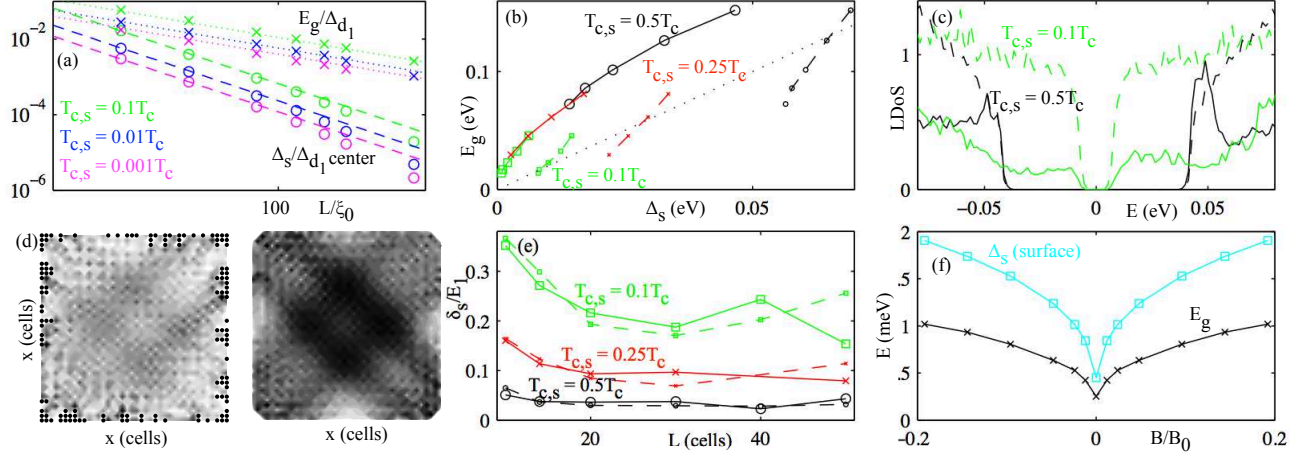 10⁻²
10⁻⁴
10⁻⁶
E_g/Δ_d₁
(a)
T_c,s = 0.1T_c
T_c,s = 0.01T_c
T_c,s = 0.001T_c
Δ_s/Δ_d₁ center
100
L/ξ₀
(b)
T_c,s = 0.5T_c
T_c,s = 0.25T_c
T_c,s = 0.1T_c
E_g (eV)
0.1
0
0
0.05
Δ_s (eV)
(c)
T_c,s = 0.1T_c
T_c,s = 0.5T_c
LDoS
1
0
−0.05
0
0.05
E (eV)
(d)
x (cells)
x (cells)
x (cells)
(e)
δ_s/E₁
0.3
0.2
0.1
0
T_c,s = 0.1T_c
T_c,s = 0.25T_c
T_c,s = 0.5T_c
20
40
L (cells)
(f)
Δ_s (surface)
E_g
E (meV)
2
.5
1
.5
0
-0.2
0
0.2
B/B₀